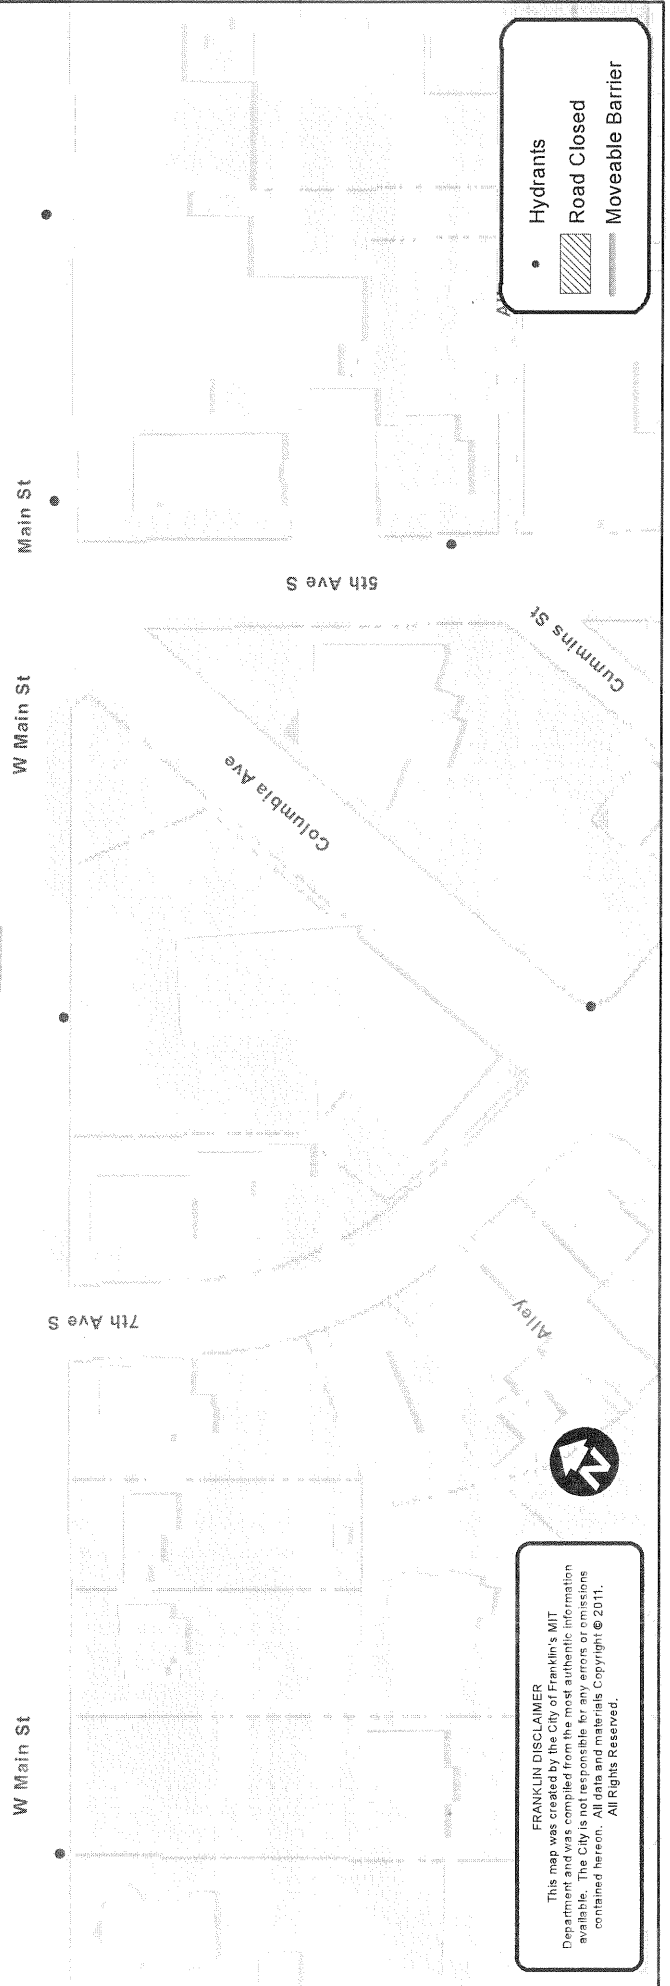 W Main St
W Main St
Main St
7th Ave S
Columbia Ave
5th Ave S
Cummins St
Alley
N
FRANKLIN DISCLAIMER
This map was created by the City of Franklin's MIT
Department and was compiled from the most authentic information
available. The City is not responsible for any errors or omissions
contained hereon. All data and materials Copyright © 2011.
All Rights Reserved.
Hydrants
Road Closed
Moveable Barrier